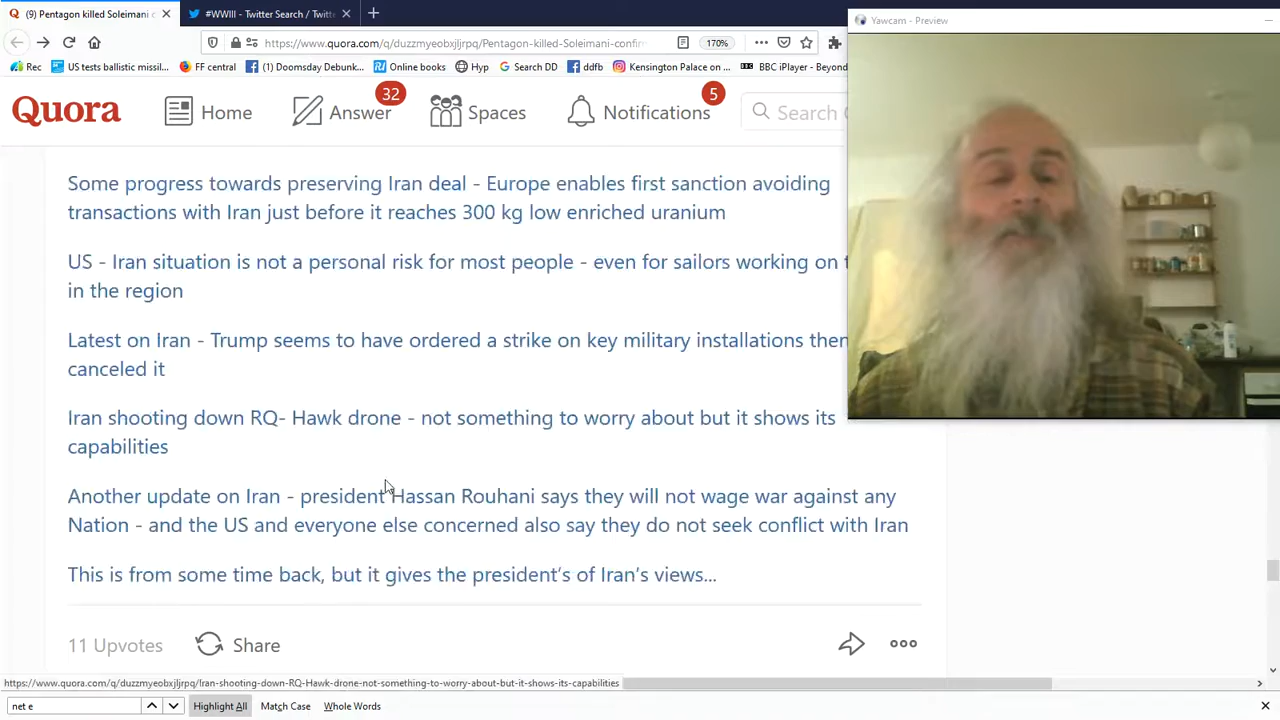 (9) Pentagon killed Soleimani c
#WWIII - Twitter Search / Twitt
Yawcam - Preview
https://www.quora.com/q/duzzmyeobxjljrpq/Pentagon-killed-Soleimani-confirm
170%
Rec
US tests ballistic missil...
FF central
(1) Doomsday Debunk...
Online books
Hyp
Search DD
ddfb
Kensington Palace on ...
BBC iPlayer - Beyond
Quora
Home
32
Answer
Spaces
5
Notifications
Search
Some progress towards preserving Iran deal - Europe enables first sanction avoiding
transactions with Iran just before it reaches 300 kg low enriched uranium
US - Iran situation is not a personal risk for most people - even for sailors working on
in the region
Latest on Iran - Trump seems to have ordered a strike on key military installations then
canceled it
Iran shooting down RQ- Hawk drone - not something to worry about but it shows its
capabilities
Another update on Iran - president Hassan Rouhani says they will not wage war against any
Nation - and the US and everyone else concerned also say they do not seek conflict with Iran
This is from some time back, but it gives the president's of Iran's views...
11 Upvotes
Share
https://www.quora.com/q/duzzmyeobxjljrpq/Iran-shooting-down-RQ-Hawk-drone-not-something-to-worry-about-but-it-shows-its-capabilities
net e
Highlight All
Match Case
Whole Words